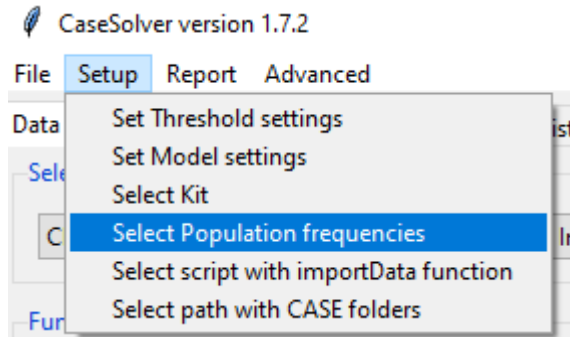 CaseSolver version 1.7.2
File Setup Report Advanced
Data
Set Threshold settings
Set Model settings
Select Kit
Select Population frequencies
Select script with importData function
Select path with CASE folders